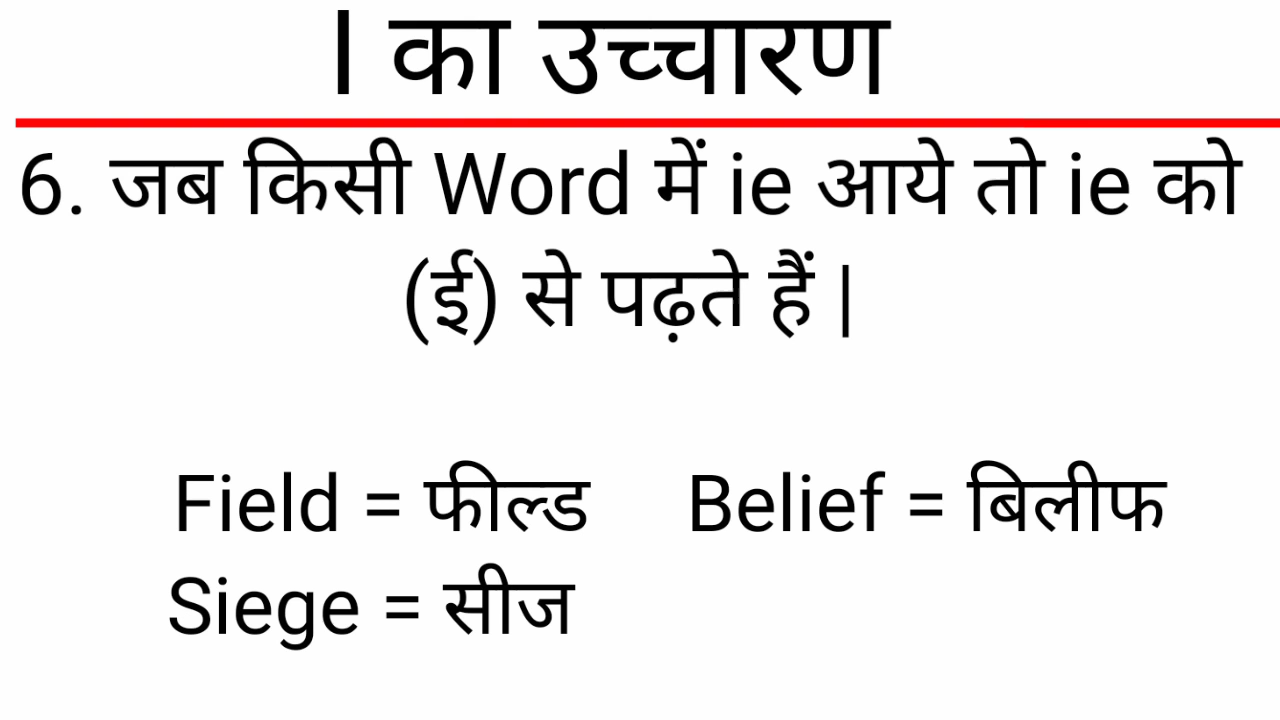 I का उच्चारण
6. जब किसी Word में ie आये तो ie को
(ई) से पढ़ते हैं |
Field = फील्ड Belief = बिलीफ
Siege = सीज